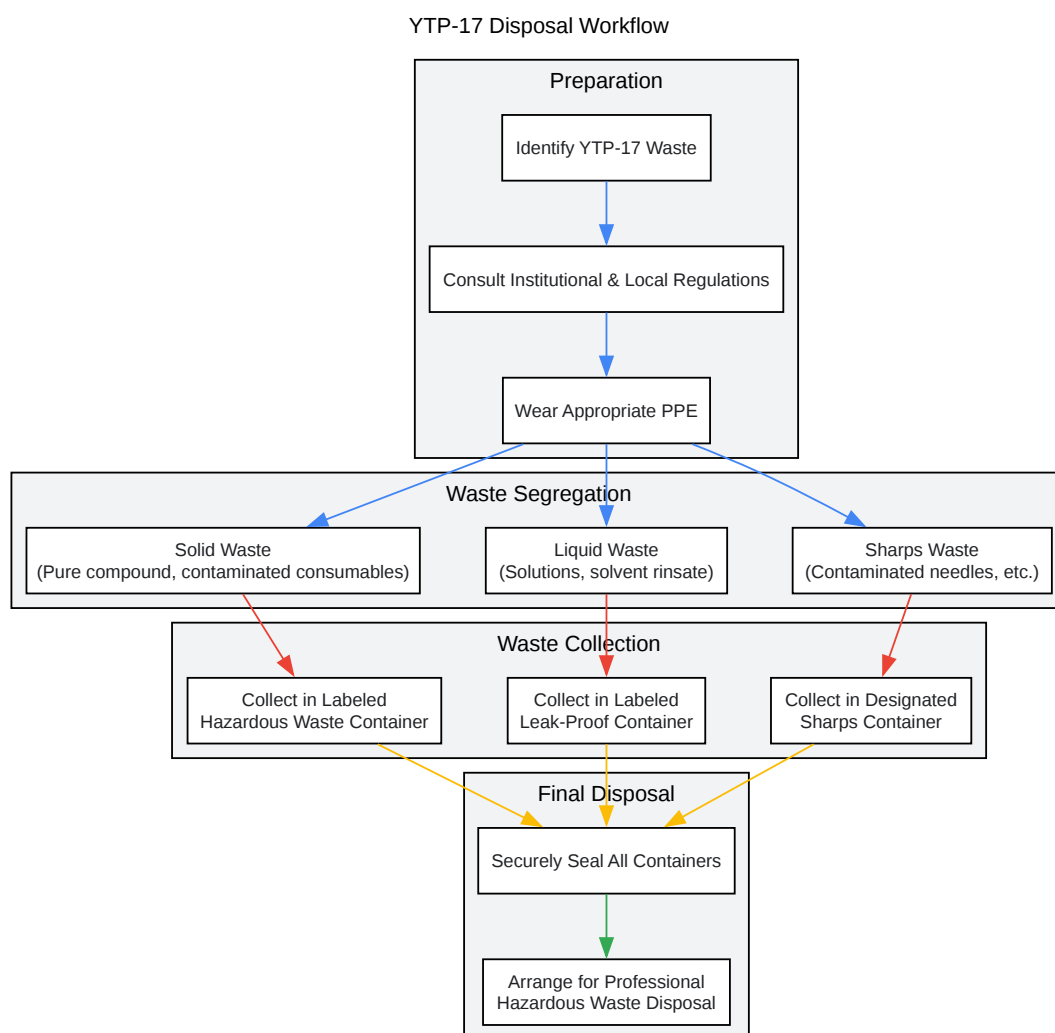 YTP-17 Disposal Workflow
Preparation
Identify YTP-17 Waste
Consult Institutional & Local Regulations
Wear Appropriate PPE
Waste Segregation
Solid Waste
(Pure compound, contaminated consumables)
Liquid Waste
(Solutions, solvent rinsate)
Sharps Waste
(Contaminated needles, etc.)
Waste Collection
Collect in Labeled
Hazardous Waste Container
Collect in Labeled
Leak-Proof Container
Collect in Designated
Sharps Container
Final Disposal
Securely Seal All Containers
Arrange for Professional
Hazardous Waste Disposal